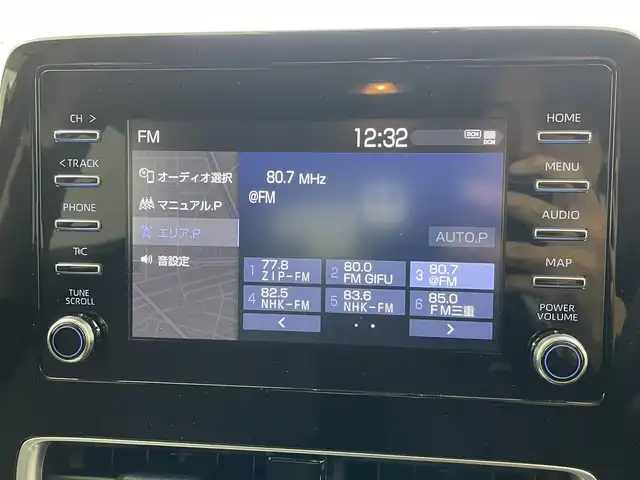 CH >
< TRACK
PHONE
T/C
TUNE
SCROLL
FM
12:32
DCM
DCM
オーディオ選択
マニュアル.P
エリア.P
音設定
80.7 MHz
@FM
AUTO.P
1 77.8 ZIP-FM
2 80.0 FM GIFU
3 80.7 @FM
4 82.5 NHK-FM
5 83.6 NHK-FM
6 85.0 FM三重
<
>
HOME
MENU
AUDIO
MAP
POWER
VOLUME